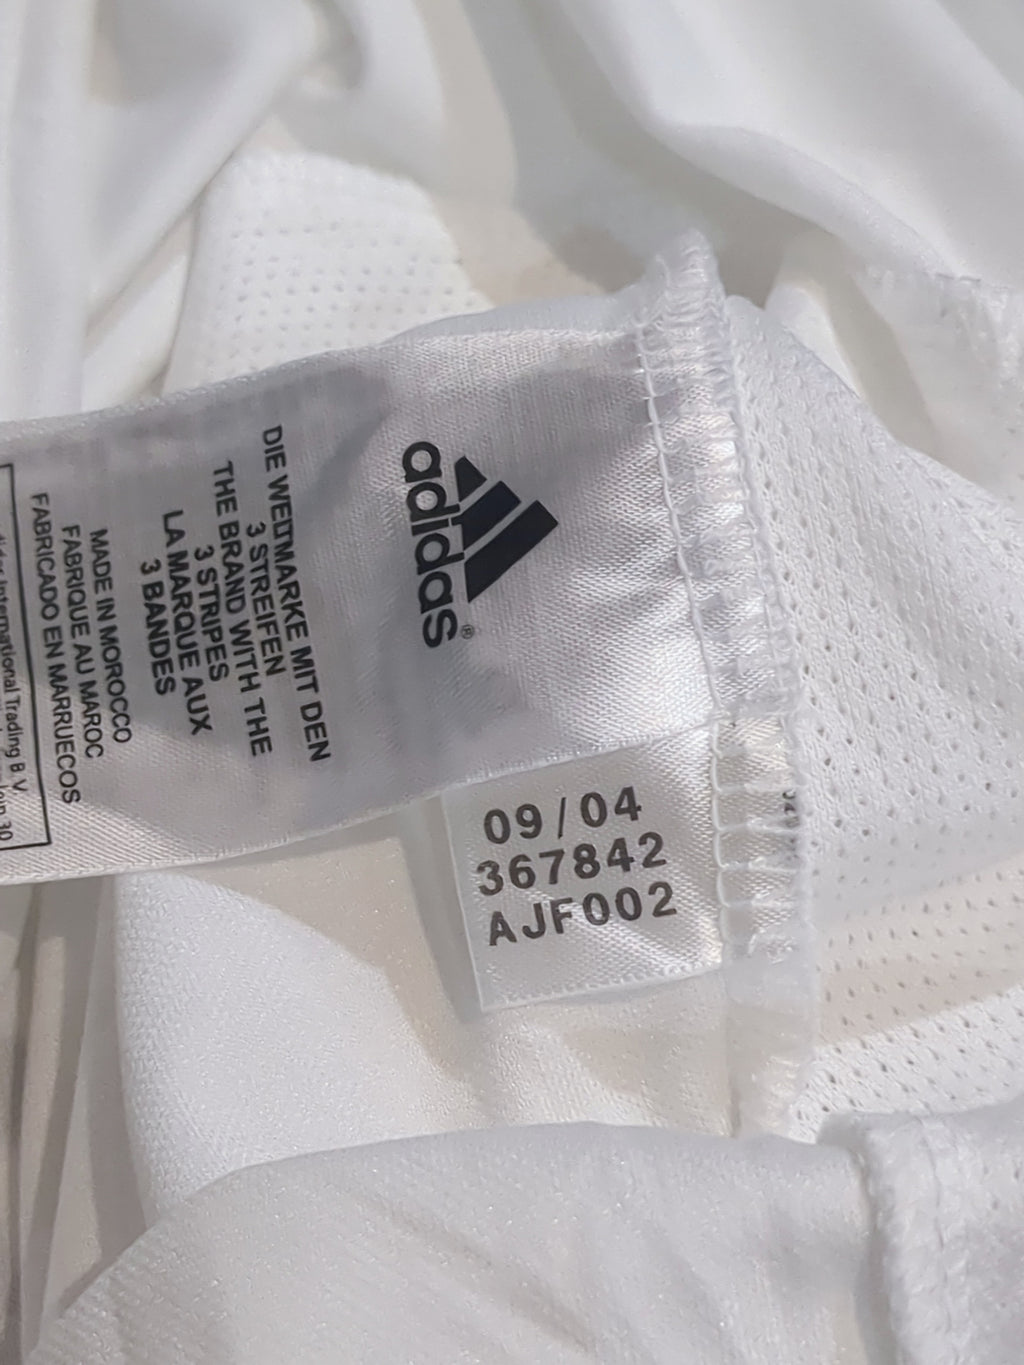 adidas®
DIE WELTMARKE MIT DEN
3 STREIFEN
THE BRAND WITH THE
3 STRIPES
LA MARQUE AUX
3 BANDES
MADE IN MOROCCO
FABRIQUE AU MAROC
FABRICADO EN MARRUECOS
International Trading B V
30
09/04
367842
AJF002